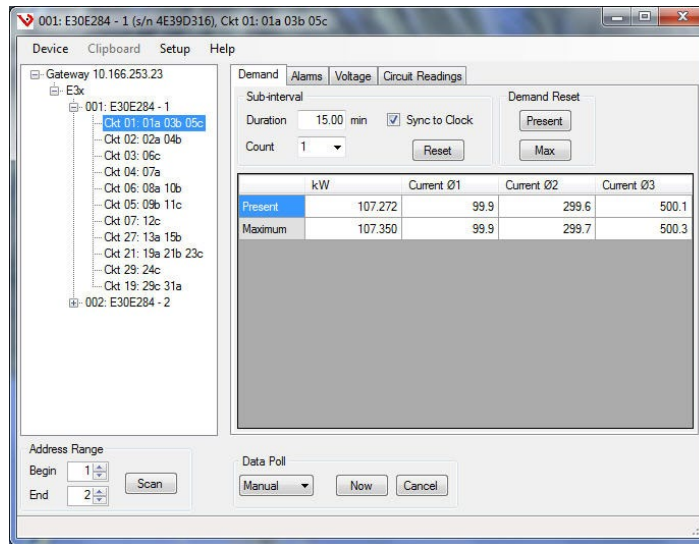 001: E30E284 - 1 (s/n 4E39D316), Ckt 01: 01a 03b 05c
Device Clipboard Setup Help
Gateway 10.166.253.23
E3x
001: E30E284 - 1
Ckt 01: 01a 03b 05c
Ckt 02: 02a 04b
Ckt 03: 06c
Ckt 04: 07a
Ckt 06: 08a 10b
Ckt 05: 09b 11c
Ckt 07: 12c
Ckt 27: 13a 15b
Ckt 21: 19a 21b 23c
Ckt 29: 24c
Ckt 19: 29c 31a
002: E30E284 - 2
Demand Alarms Voltage Circuit Readings
Sub-interval
Duration 15.00 min Sync to Clock
Count 1 Reset
Demand Reset
Present
Max
kW Current Ø1 Current Ø2 Current Ø3
Present 107.272 99.9 299.6 500.1
Maximum 107.350 99.9 299.7 500.3
Address Range
Begin 1
End 2
Scan
Data Poll
Manual Now Cancel